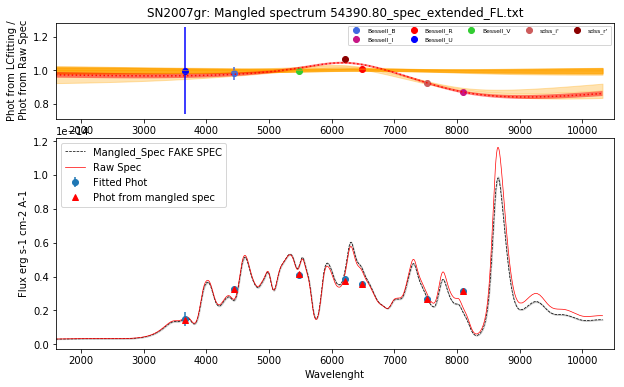 SN2007gr: Mangled spectrum 54390.80_spec_extended_FL.txt
Phot from LCfitting /
Phot from Raw Spec
1.2
1.0
0.8
Bessell_B
Bessell_I
Bessell_R
Bessell_U
Bessell_V
sdss_i'
sdss_r'
2000 3000 4000 5000 6000 7000 8000 9000 10000
1e−14
Flux erg s-1 cm-2 A-1
1.2
1.0
0.8
0.6
0.4
0.2
0.0
Mangled_Spec FAKE SPEC
Raw Spec
Fitted Phot
Phot from mangled spec
2000 3000 4000 5000 6000 7000 8000 9000 10000
Wavelenght